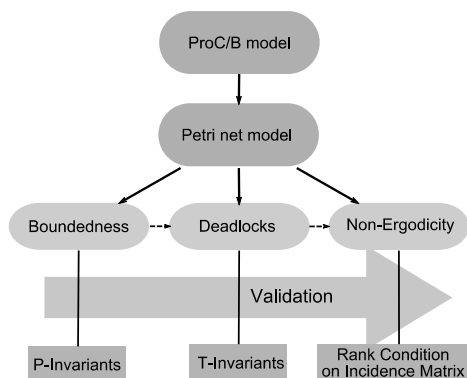 ProC/B model
Petri net model
Boundedness
Deadlocks
Non-Ergodicity
Validation
P-Invariants
T-Invariants
Rank Condition
on Incidence Matrix